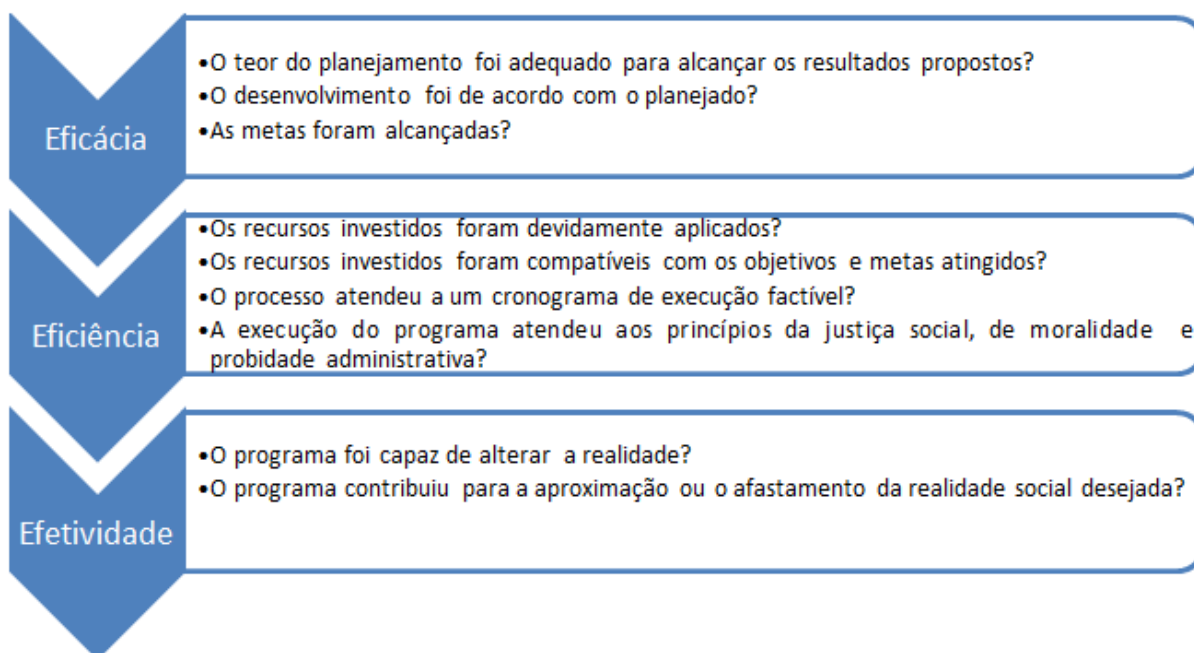 Eficácia
•O teor do planejamento foi adequado para alcançar os resultados propostos?
•O desenvolvimento foi de acordo com o planejado?
•As metas foram alcançadas?
Eficiência
•Os recursos investidos foram devidamente aplicados?
•Os recursos investidos foram compatíveis com os objetivos e metas atingidos?
•O processo atendeu a um cronograma de execução factível?
•A execução do programa atendeu aos princípios da justiça social, de moralidade e
probidade administrativa?
Efetividade
•O programa foi capaz de alterar a realidade?
•O programa contribuiu para a aproximação ou o afastamento da realidade social desejada?